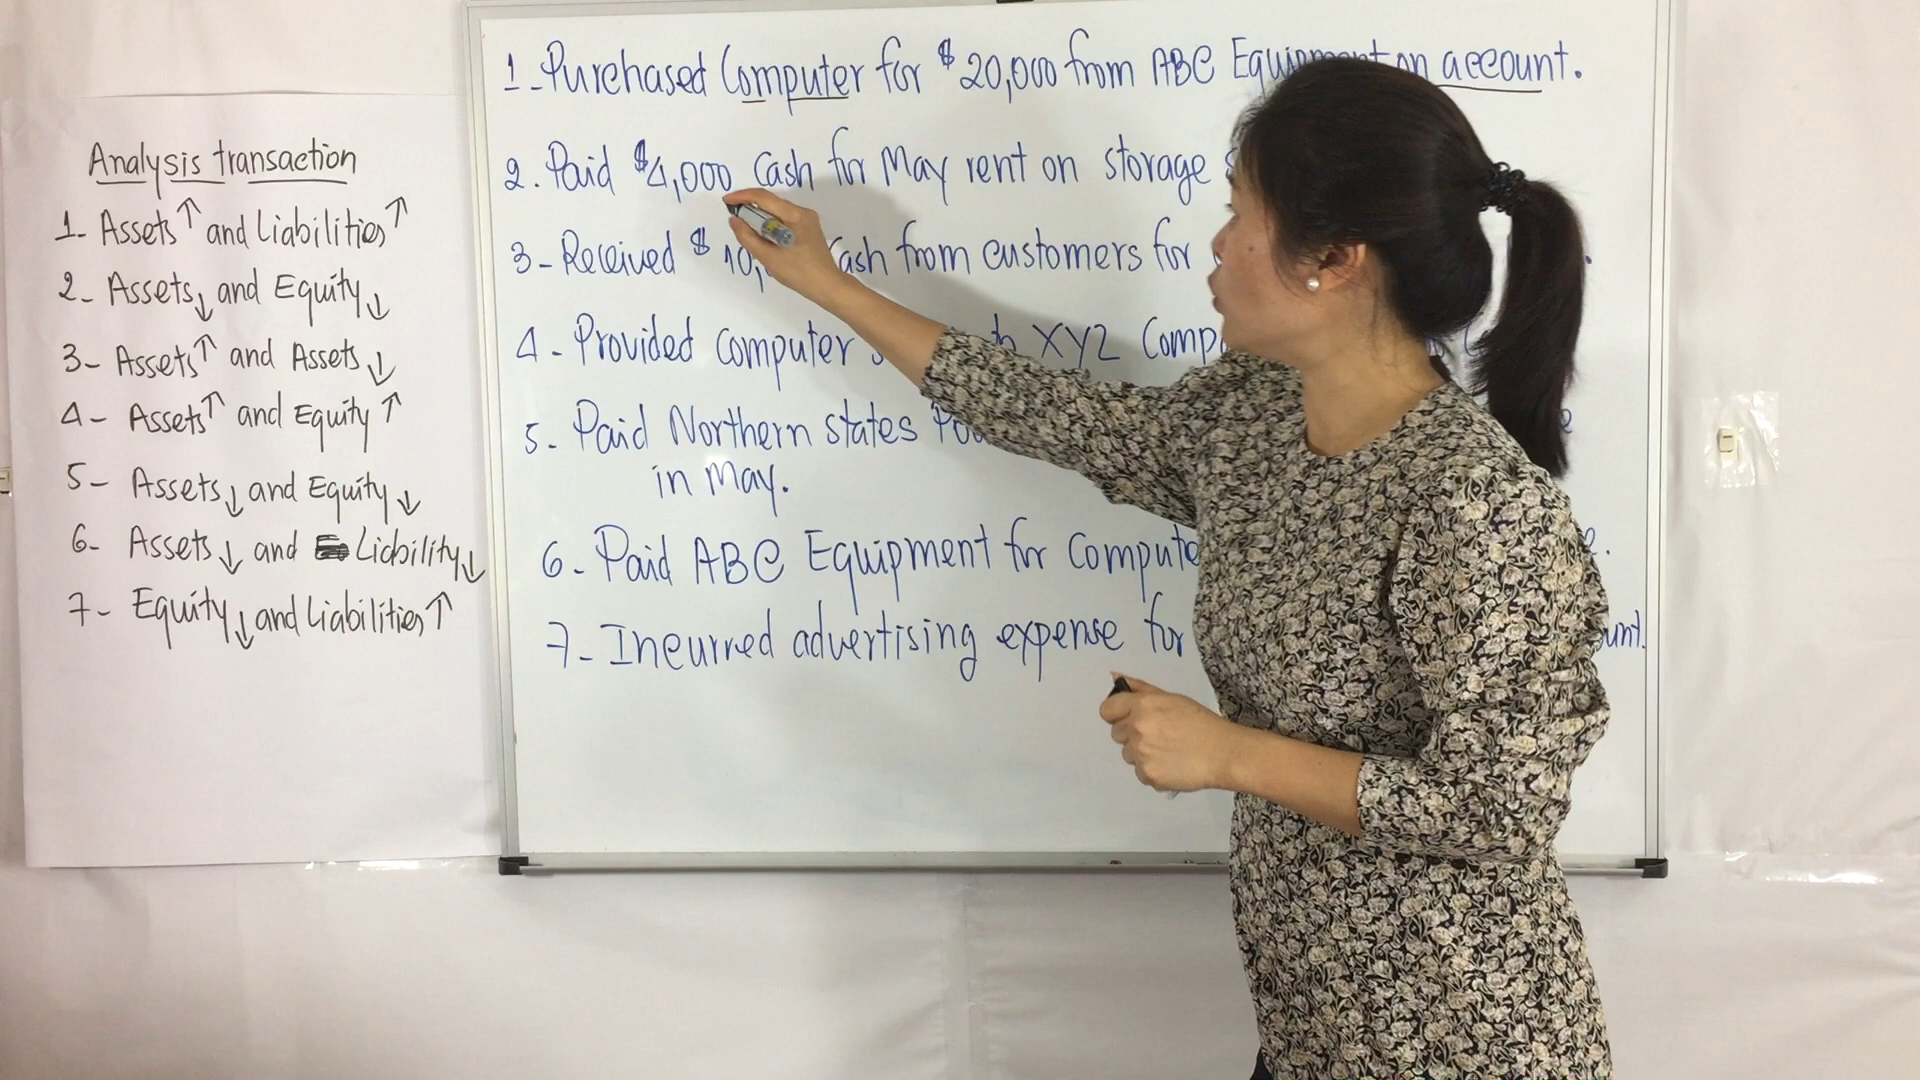 Analysis transaction
1- Assets↑ and Liabilities↑
2- Assets↓ and Equity↓
3- Assets↑ and Assets↓
4- Assets↑ and Equity↑
5- Assets↓ and Equity↓
6- Assets↓ and Liability↓
7- Equity↓ and Liabilities↑
1-Purchased Computer for $20,000 from ABC Equipment on account.
2. Paid $4,000 Cash for May rent on storage
3-Received $ 10, Cash from customers for
4- Provided computer XYZ
5- Paid Northern states
in May.
6- Paid ABC Equipment for
7- Incurred advertising expense for